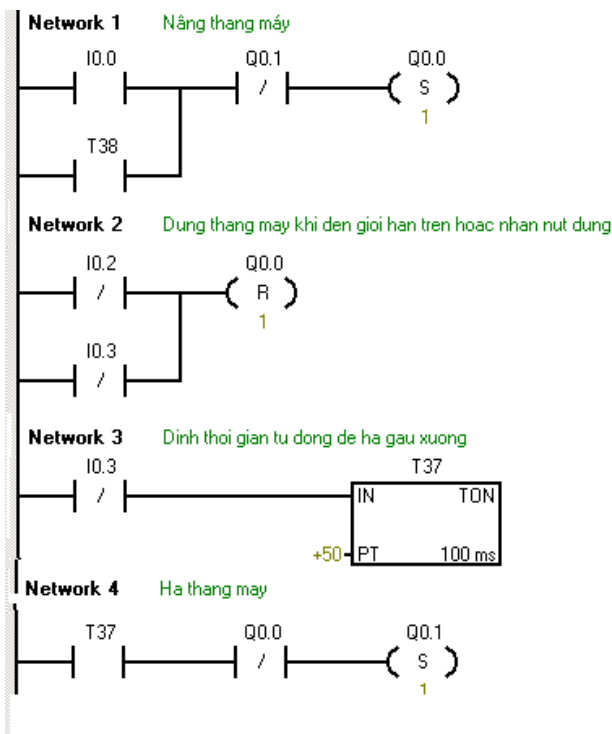 Network 1 Nâng thang máy
I0.0 Q0.1 Q0.0
/ S
1
T38
Network 2 Dung thang may khi den gioi han tren hoac nhan nut dung
I0.2 Q0.0
/ R
1
I0.3
/
Network 3 Dinh thoi gian tu dong de ha gau xuong
I0.3 T37
/ IN TON
+50 PT 100 ms
Network 4 Ha thang may
T37 Q0.0 Q0.1
/ S
1